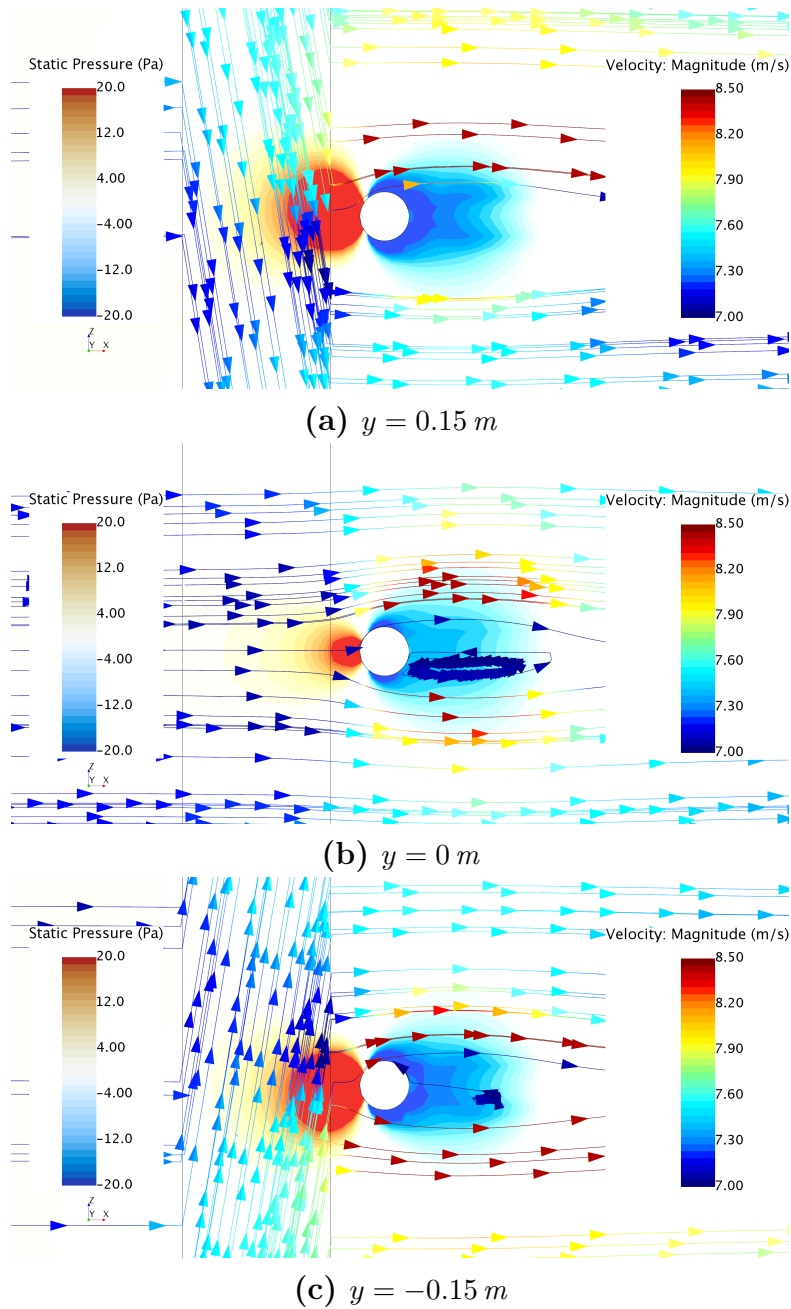 Static Pressure (Pa) Velocity: Magnitude (m/s)
20.0 8.50
12.0 8.20
4.00 7.90
−4.00 7.60
−12.0 7.30
−20.0 7.00
Z
Y X
(a) y = 0.15 m
Static Pressure (Pa) Velocity: Magnitude (m/s)
20.0 8.50
12.0 8.20
4.00 7.90
−4.00 7.60
−12.0 7.30
−20.0 7.00
Z
Y X
(b) y = 0 m
Static Pressure (Pa) Velocity: Magnitude (m/s)
20.0 8.50
12.0 8.20
4.00 7.90
−4.00 7.60
−12.0 7.30
−20.0 7.00
Z
Y X
(c) y = −0.15 m